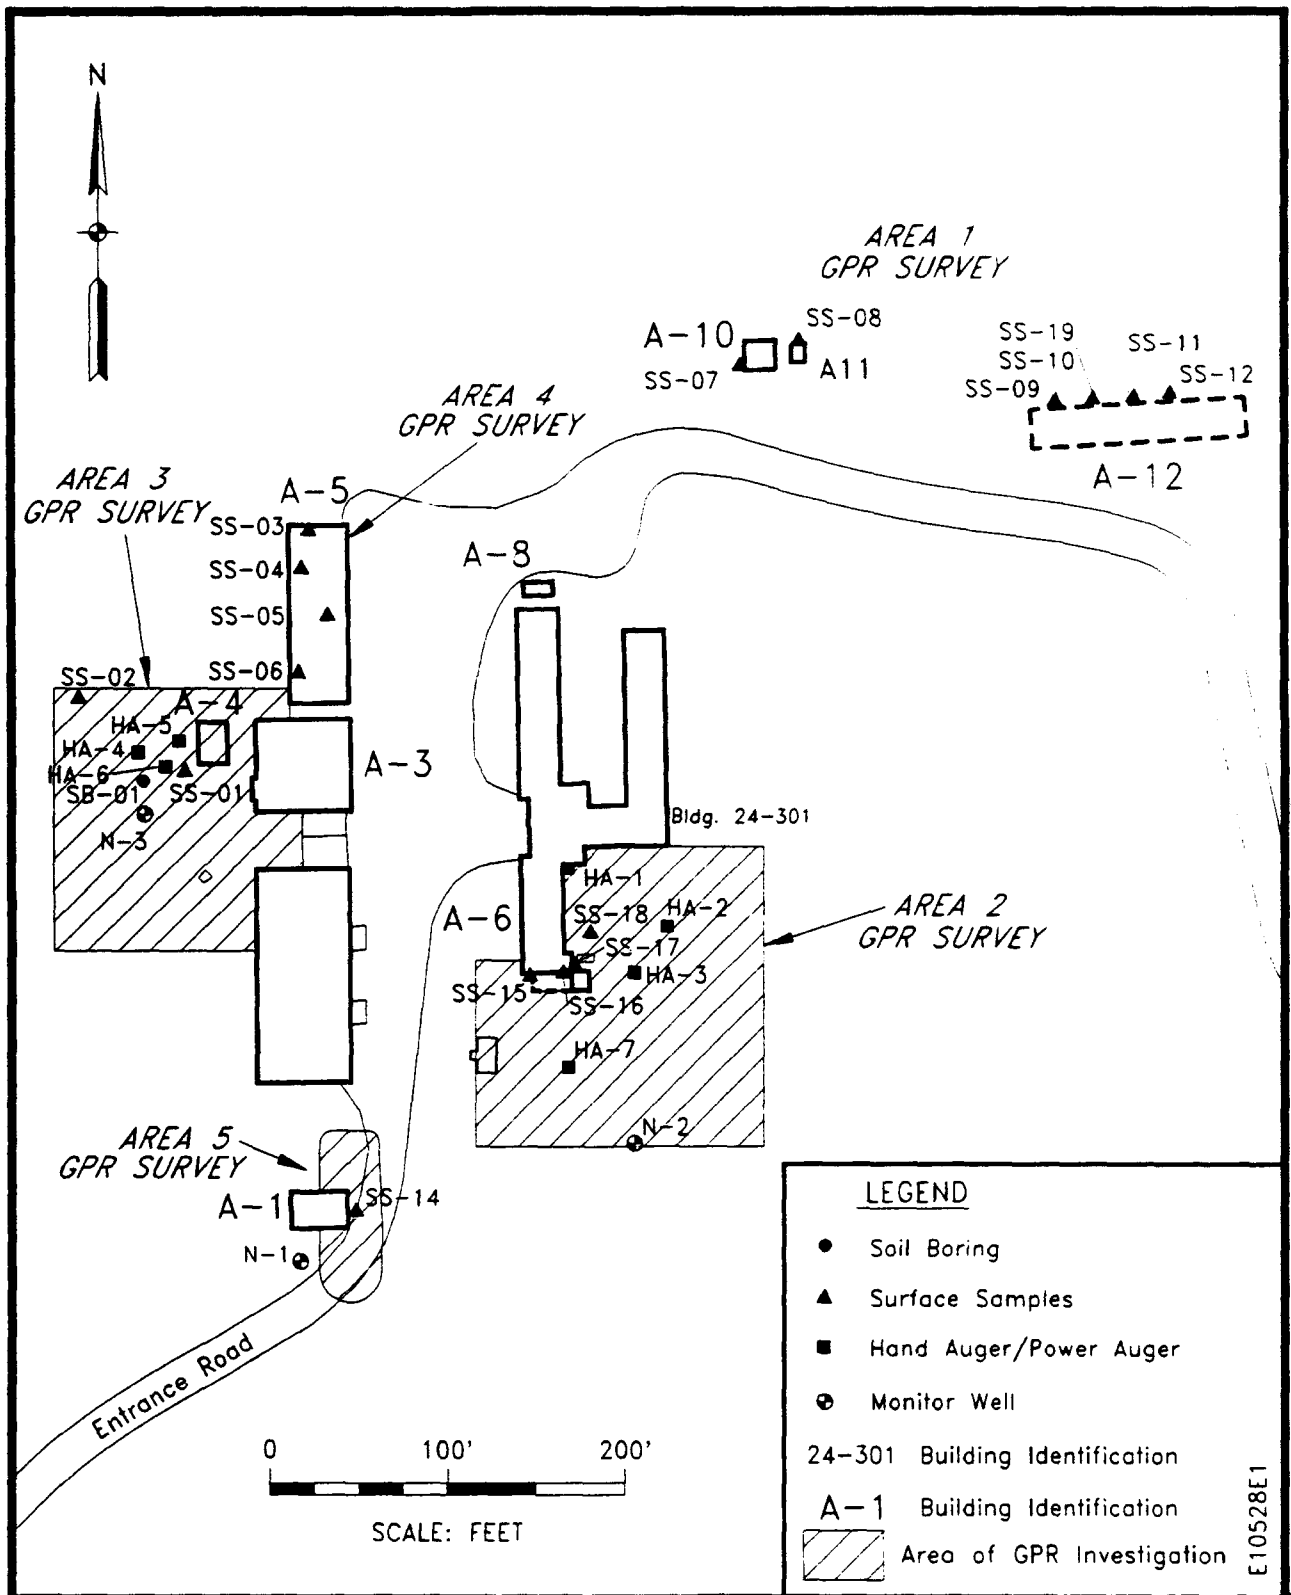 N
AREA 1
GPR SURVEY
SS-08
A-10
SS-07
A11
SS-19
SS-10
SS-09
SS-11
SS-12
A-12
AREA 4
GPR SURVEY
AREA 3
GPR SURVEY
A-5
SS-03
SS-04
SS-05
SS-06
A-8
SS-02
A-4
HA-5
HA-4
HA-6
SB-01
SS-01
N-3
A-3
Bldg. 24-301
HA-1
A-6
SS-18
HA-2
SS-17
HA-3
SS-15
SS-16
HA-7
N-2
AREA 2
GPR SURVEY
AREA 5
GPR SURVEY
A-1
SS-14
N-1
Entrance Road
0 100' 200'
SCALE: FEET
LEGEND
Soil Boring
Surface Samples
Hand Auger/Power Auger
Monitor Well
24-301 Building Identification
A-1 Building Identification
Area of GPR Investigation
E10528E1